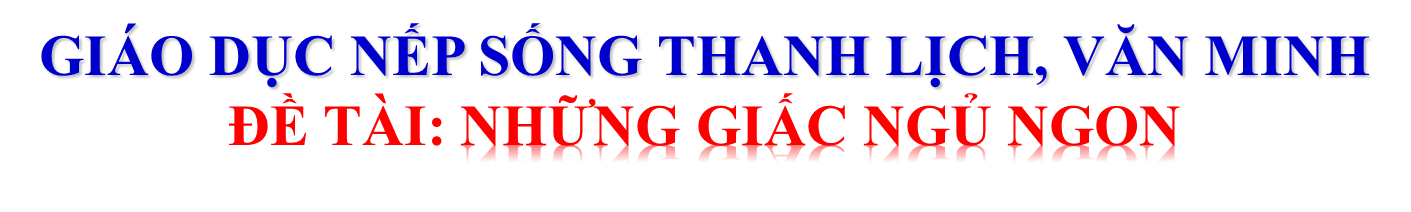 GIÁO DỤC NẾP SỐNG THANH LỊCH, VĂN MINH
ĐỀ TÀI: NHỮNG GIẤC NGỦ NGON